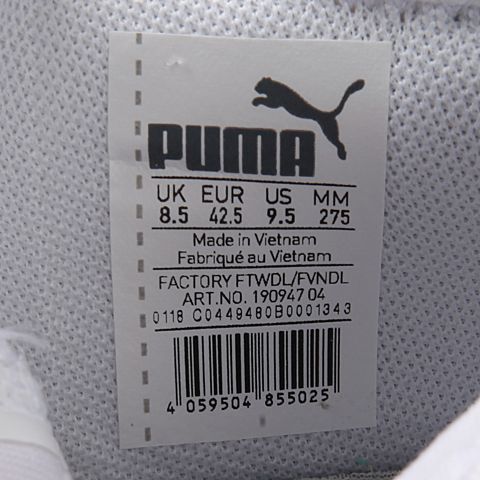 PUMA
UK EUR US MM
8.5 42.5 9.5 275
Made in Vietnam
Fabriqué au Vietnam
FACTORY FTWDL/FVNDL
ART.NO. 190947 04
0118 C0449480B0001343
4 059504 855025